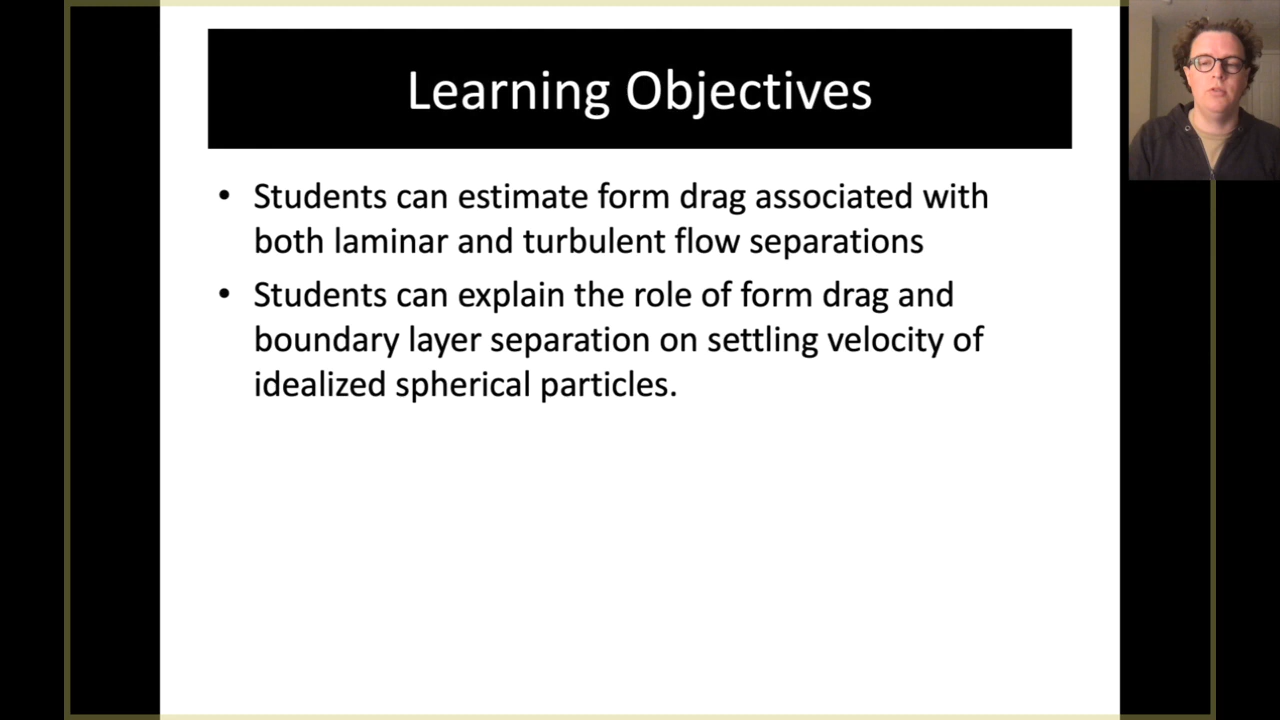 Learning Objectives
• Students can estimate form drag associated with
both laminar and turbulent flow separations
• Students can explain the role of form drag and
boundary layer separation on settling velocity of
idealized spherical particles.